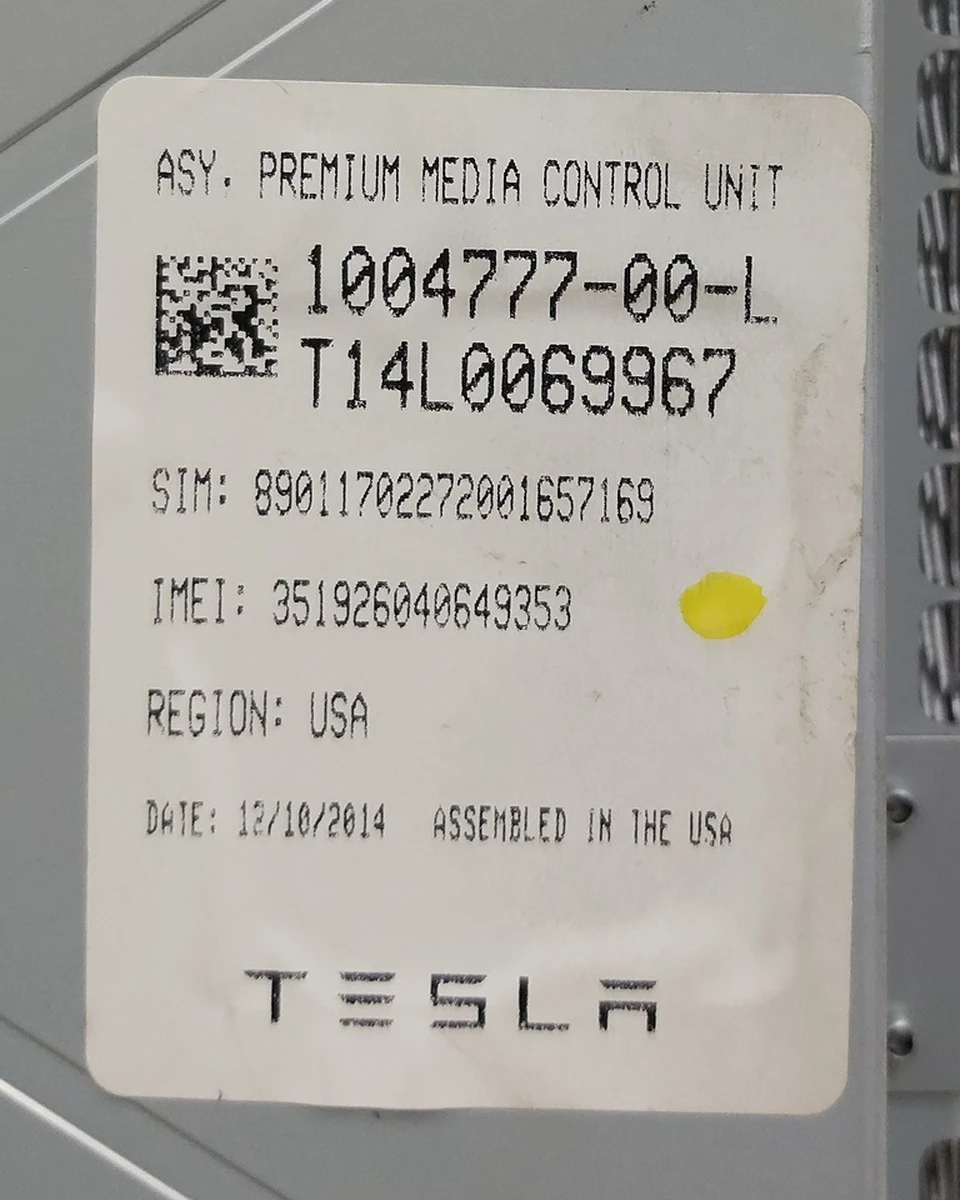 ASY. PREMIUM MEDIA CONTROL UNIT
1004777-00-L
T14L0069967
SIM: 89011702272001657169
IMEI: 351926040649353
REGION: USA
DATE: 12/10/2014 ASSEMBLED IN THE USA
TESLA